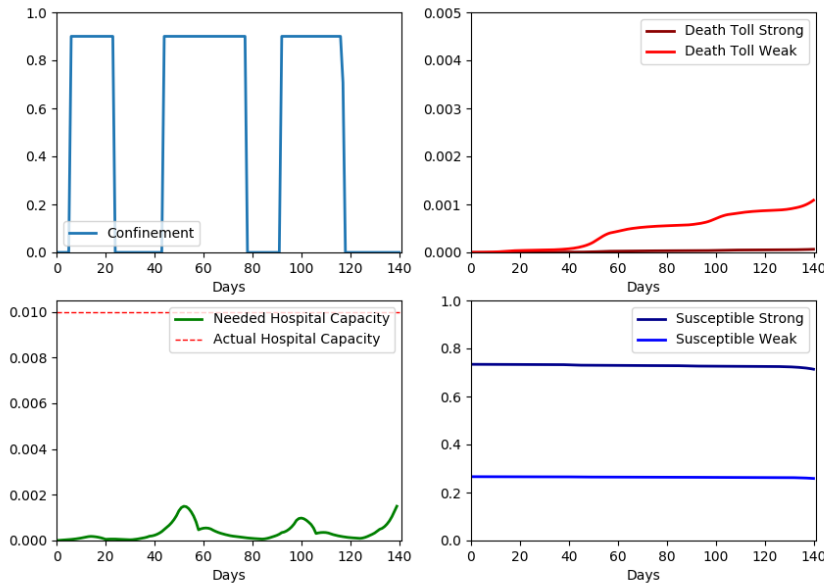 1.0
0.8
0.6
0.4
0.2
0.0
Confinement
0 20 40 60 80 100 120 140
Days
0.005
0.004
0.003
0.002
0.001
0.000
Death Toll Strong
Death Toll Weak
0 20 40 60 80 100 120 140
Days
0.010
0.008
0.006
0.004
0.002
0.000
Needed Hospital Capacity
Actual Hospital Capacity
0 20 40 60 80 100 120 140
Days
1.0
0.8
0.6
0.4
0.2
0.0
Susceptible Strong
Susceptible Weak
0 20 40 60 80 100 120 140
Days